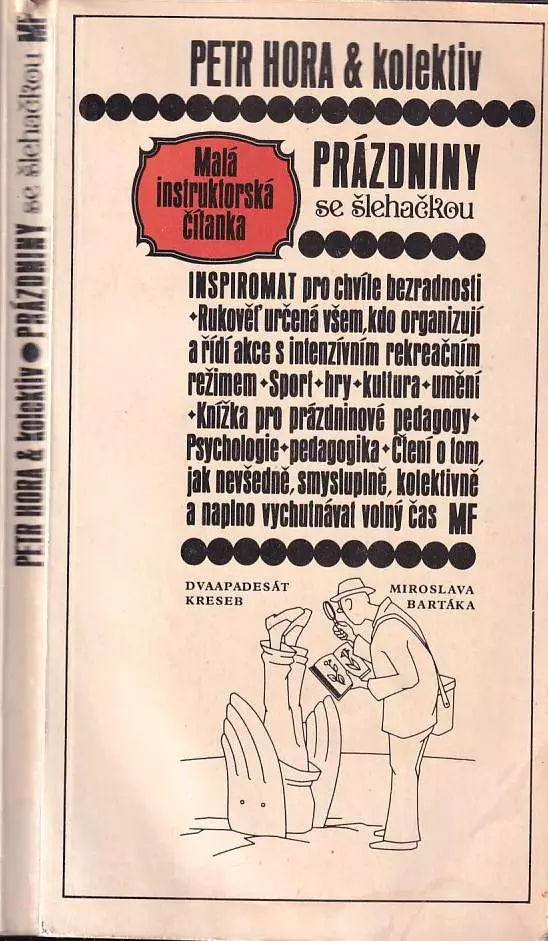 PETR HORA & kolektiv ● PRÁZDNINY se šlehačkou MF
PETR HORA & kolektiv
Malá
instruktorská
čítanka
PRÁZDNINY
se šlehačkou
INSPIROMAT pro chvíle bezradnosti
✦Rukověť určená všem, kdo organizují
a řídí akce s intenzívním rekreačním
režimem✦Sport✦hry✦kultura✦umění
✦Knížka pro prázdninové pedagogy✦
Psychologie✦pedagogika✦Čtení o tom,
jak nevšedně, smysluplně, kolektivně
a naplno vychutnávat volný čas MF
DVAAPADESÁT
KRESEB
MIROSLAVA
BARTÁKA